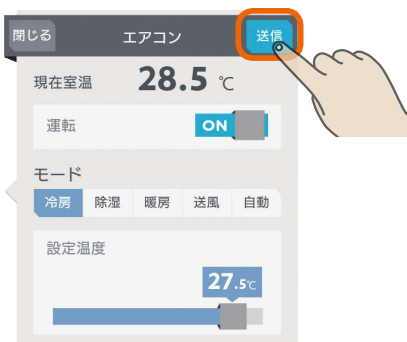 閉じる エアコン 送信
現在室温 28.5 ℃
運転 ON
モード
冷房 除湿 暖房 送風 自動
設定温度
27.5℃